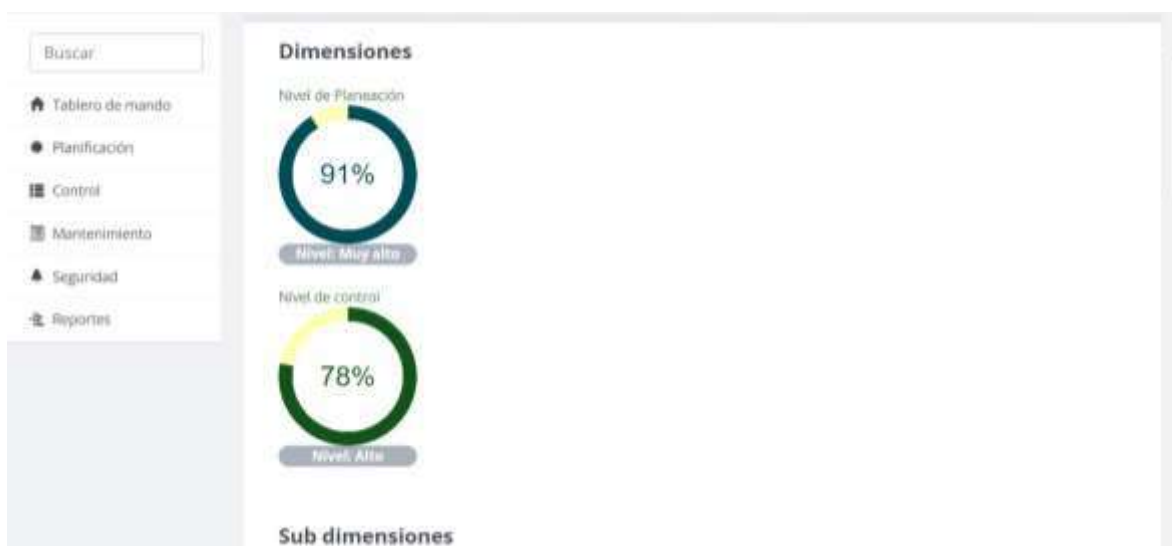 Buscar
Tablero de mando
Planificación
Control
Mantenimiento
Seguridad
Reportes
Dimensiones
Nivel de Planeación
91%
Nivel: Muy alto
Nivel de control
78%
Nivel: Alto
Sub dimensiones